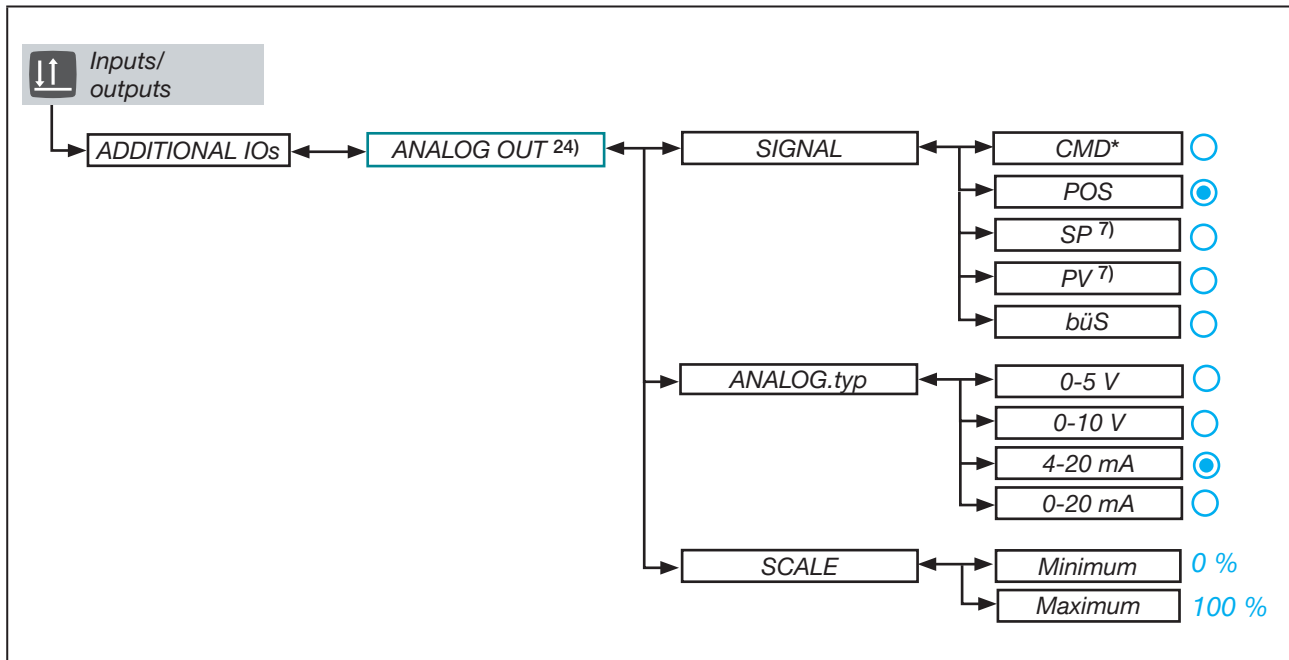 Inputs/
outputs
ADDITIONAL IOs
ANALOG OUT 24)
SIGNAL
CMD*
POS
SP 7)
PV 7)
büS
ANALOG.typ
0-5 V
0-10 V
4-20 mA
0-20 mA
SCALE
Minimum 0 %
Maximum 100 %